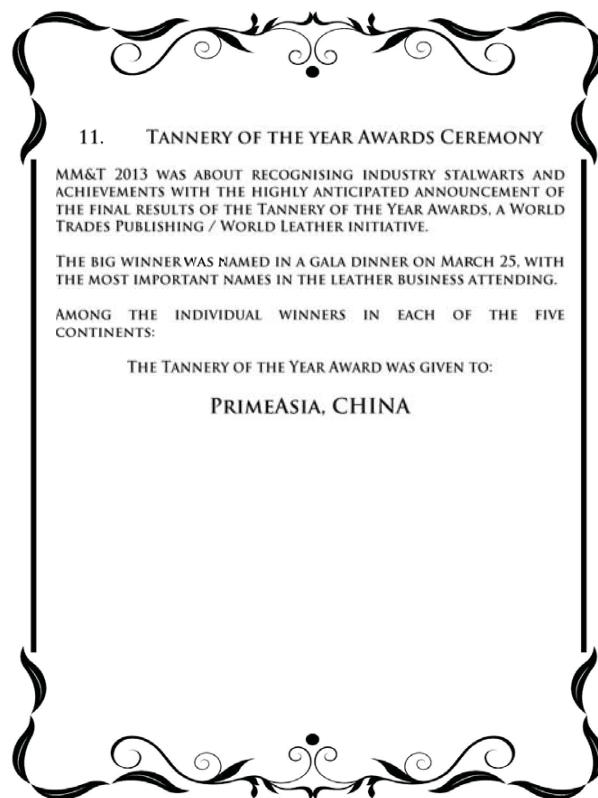 11. Tannery of the year Awards Ceremony
MM&T 2013 was about recognising industry stalwarts and
achievements with the highly anticipated announcement of
the final results of the Tannery of the Year Awards, a World
Trades Publishing / World Leather initiative.
The big winner was named in a gala dinner on March 25, with
the most important names in the leather business attending.
Among the individual winners in each of the five
continents:
The Tannery of the Year Award was given to:
PrimeAsia, CHINA